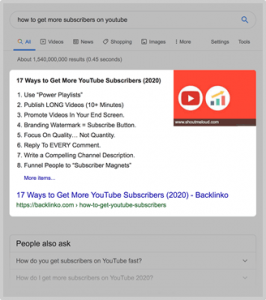 how to get more subscribers on youtube
All
Videos
News
Shopping
Images
More
Settings
Tools
About 1,540,000,000 results (0.45 seconds)
17 Ways to Get More YouTube Subscribers (2020)
1. Use “Power Playlists”
2. Publish LONG Videos (10+ Minutes)
3. Promote Videos In Your End Screen.
4. Branding Watermark = Subscribe Button.
5. Focus On Quality… Not Quantity.
6. Reply To EVERY Comment.
7. Write a Compelling Channel Description.
8. Funnel People to “Subscriber Magnets”
More items...
www.shoutmeloud.com
17 Ways to Get More YouTube Subscribers (2020) - Backlinko
https://backlinko.com › how-to-get-youtube-subscribers
People also ask
How do you get subscribers on YouTube fast?
How do I get more subscribers on YouTube 2020?